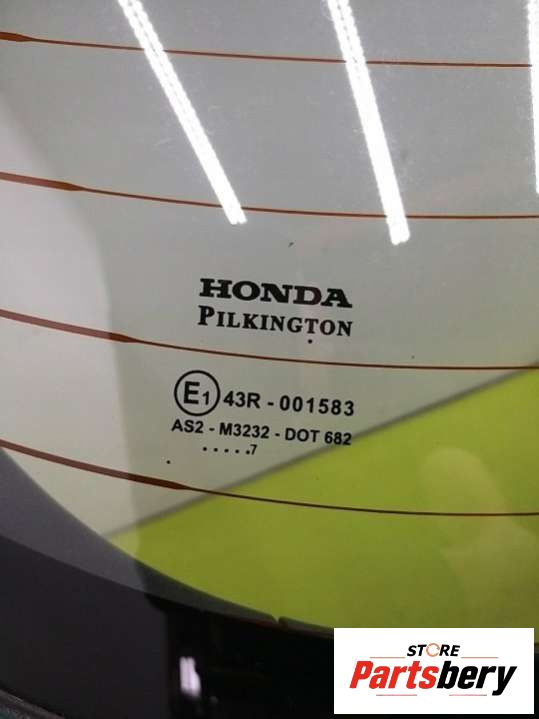 HONDA
PILKINGTON
E1 43R - 001583
AS2 - M3232 - DOT 682
.....7
STORE
Partsbery